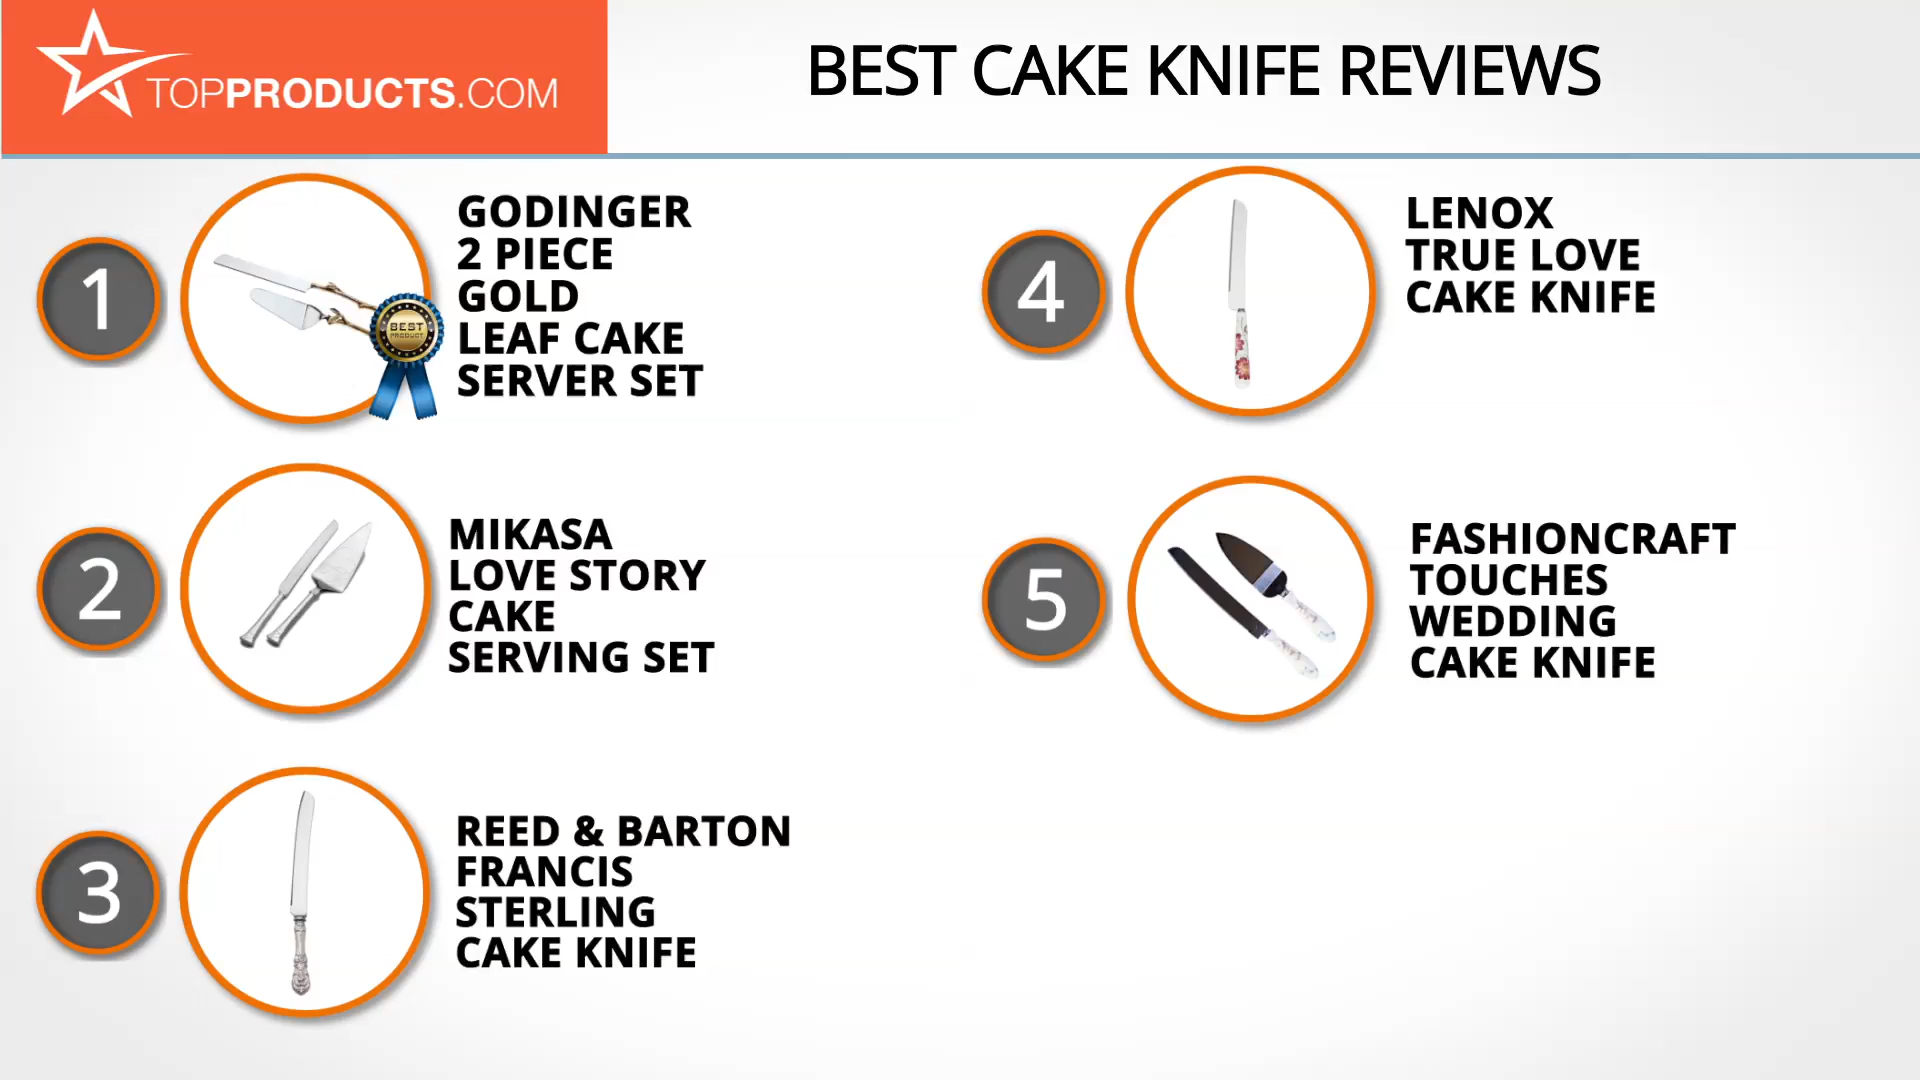 TOPPRODUCTS.COM
BEST CAKE KNIFE REVIEWS
1
BEST
PRODUCT
GODINGER
2 PIECE
GOLD
LEAF CAKE
SERVER SET
2
MIKASA
LOVE STORY
CAKE
SERVING SET
3
REED & BARTON
FRANCIS
STERLING
CAKE KNIFE
4
LENOX
TRUE LOVE
CAKE KNIFE
5
FASHIONCRAFT
TOUCHES
WEDDING
CAKE KNIFE